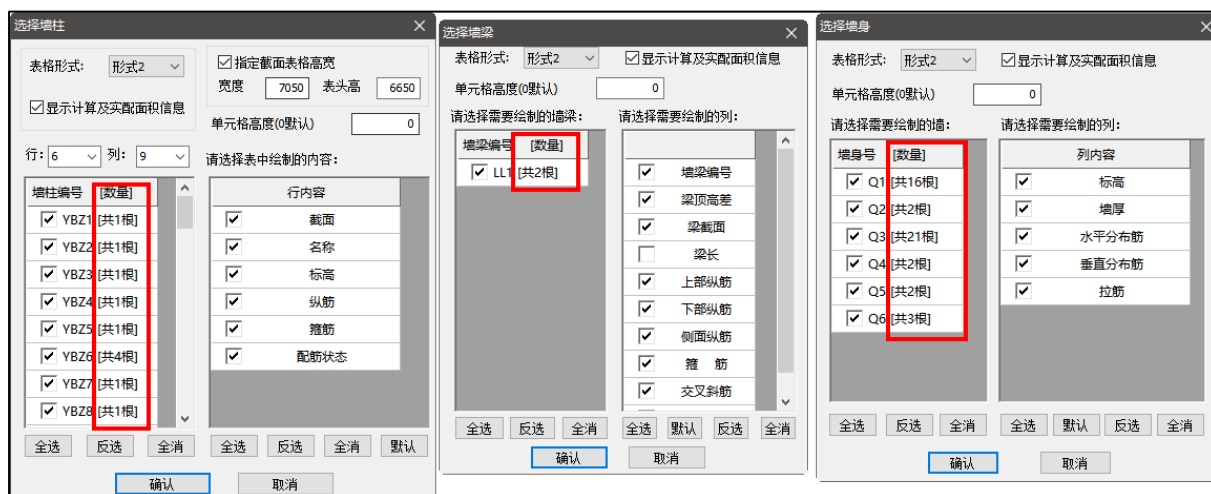 选择墙柱
表格形式: 形式2
显示计算及实配面积信息
指定截面表格高宽
宽度 7050 表头高 6650
单元格高度(0默认) 0
行: 6 列: 9
请选择表中绘制的内容:
墙柱编号 [数量]
YBZ1 [共1根]
YBZ2 [共1根]
YBZ3 [共1根]
YBZ4 [共1根]
YBZ5 [共1根]
YBZ6 [共4根]
YBZ7 [共1根]
YBZ8 [共1根]
行内容
截面
名称
标高
纵筋
箍筋
配筋状态
全选 反选 全消 全选 反选 全消 默认
确认 取消
选择墙梁
表格形式: 形式2 显示计算及实配面积信息
单元格高度(0默认) 0
请选择需要绘制的墙梁: 请选择需要绘制的列:
墙梁编号 [数量]
LL1 [共2根]
墙梁编号
梁顶高差
梁截面
梁长
上部纵筋
下部纵筋
侧面纵筋
箍 筋
交叉斜筋
全选 反选 全消 全选 默认 反选 全消
确认 取消
选择墙身
表格形式: 形式2 显示计算及实配面积信息
单元格高度(0默认) 0
请选择需要绘制的墙: 请选择需要绘制的列:
墙身号 [数量]
Q1 [共16根]
Q2 [共2根]
Q3 [共21根]
Q4 [共2根]
Q5 [共2根]
Q6 [共3根]
列内容
标高
墙厚
水平分布筋
垂直分布筋
拉筋
全选 反选 全消 全选 默认 反选 全消
确认 取消